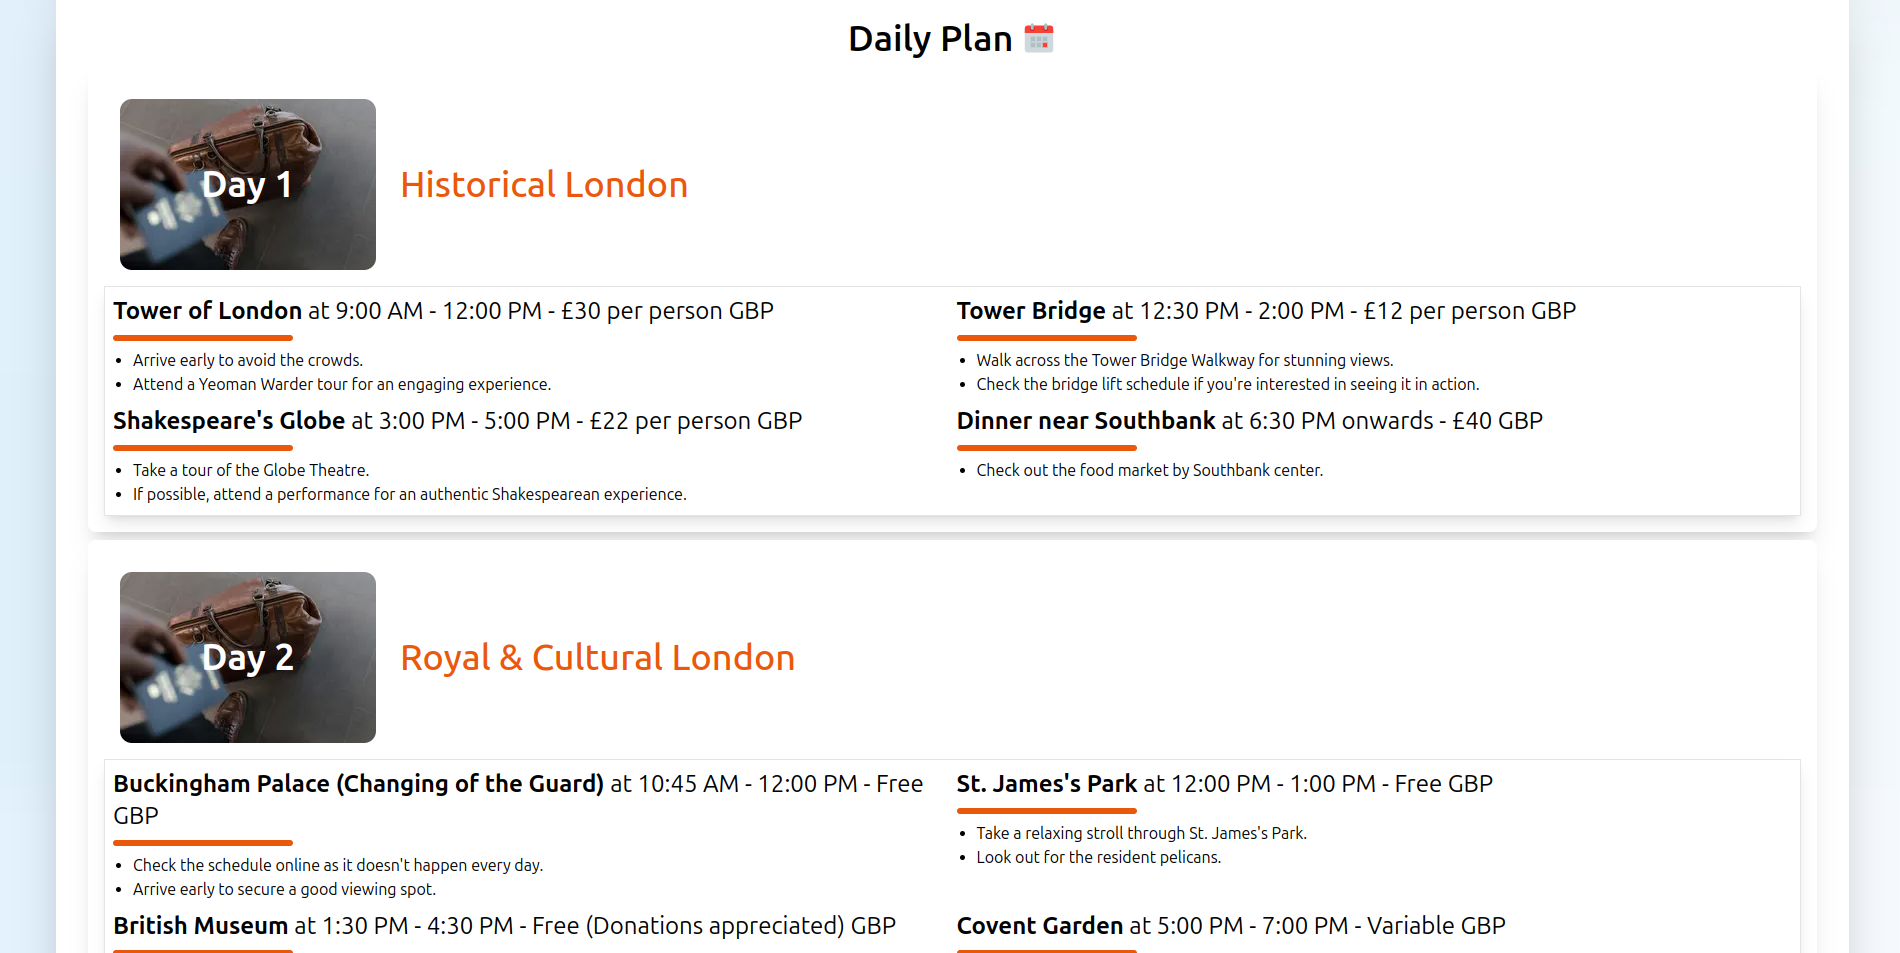 Daily Plan
Day 1
Historical London
Tower of London at 9:00 AM - 12:00 PM - £30 per person GBP
• Arrive early to avoid the crowds.
• Attend a Yeoman Warder tour for an engaging experience.
Tower Bridge at 12:30 PM - 2:00 PM - £12 per person GBP
• Walk across the Tower Bridge Walkway for stunning views.
• Check the bridge lift schedule if you're interested in seeing it in action.
Shakespeare's Globe at 3:00 PM - 5:00 PM - £22 per person GBP
• Take a tour of the Globe Theatre.
• If possible, attend a performance for an authentic Shakespearean experience.
Dinner near Southbank at 6:30 PM onwards - £40 GBP
• Check out the food market by Southbank center.
Day 2
Royal & Cultural London
Buckingham Palace (Changing of the Guard) at 10:45 AM - 12:00 PM - Free
GBP
• Check the schedule online as it doesn't happen every day.
• Arrive early to secure a good viewing spot.
St. James's Park at 12:00 PM - 1:00 PM - Free GBP
• Take a relaxing stroll through St. James's Park.
• Look out for the resident pelicans.
British Museum at 1:30 PM - 4:30 PM - Free (Donations appreciated) GBP
Covent Garden at 5:00 PM - 7:00 PM - Variable GBP